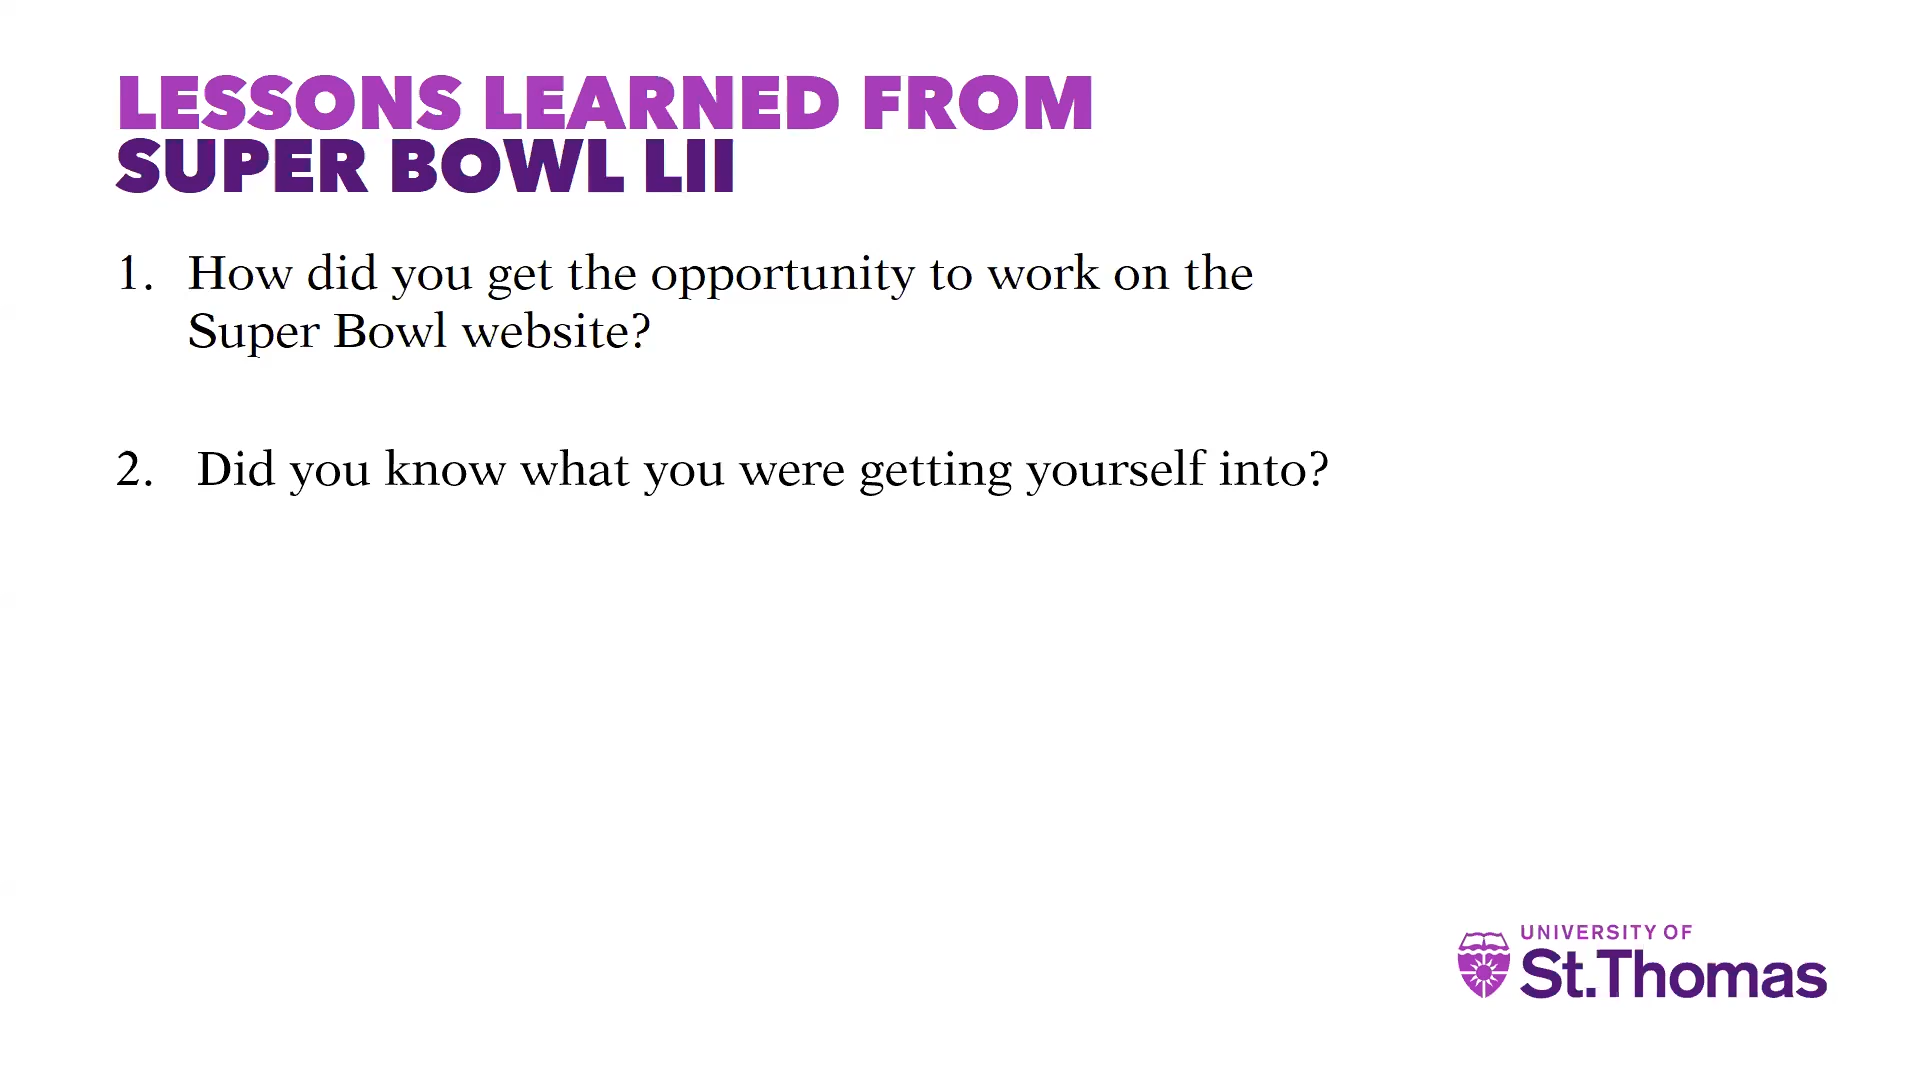 LESSONS LEARNED FROM
SUPER BOWL LII
1. How did you get the opportunity to work on the
Super Bowl website?
2. Did you know what you were getting yourself into?
UNIVERSITY OF
St.Thomas